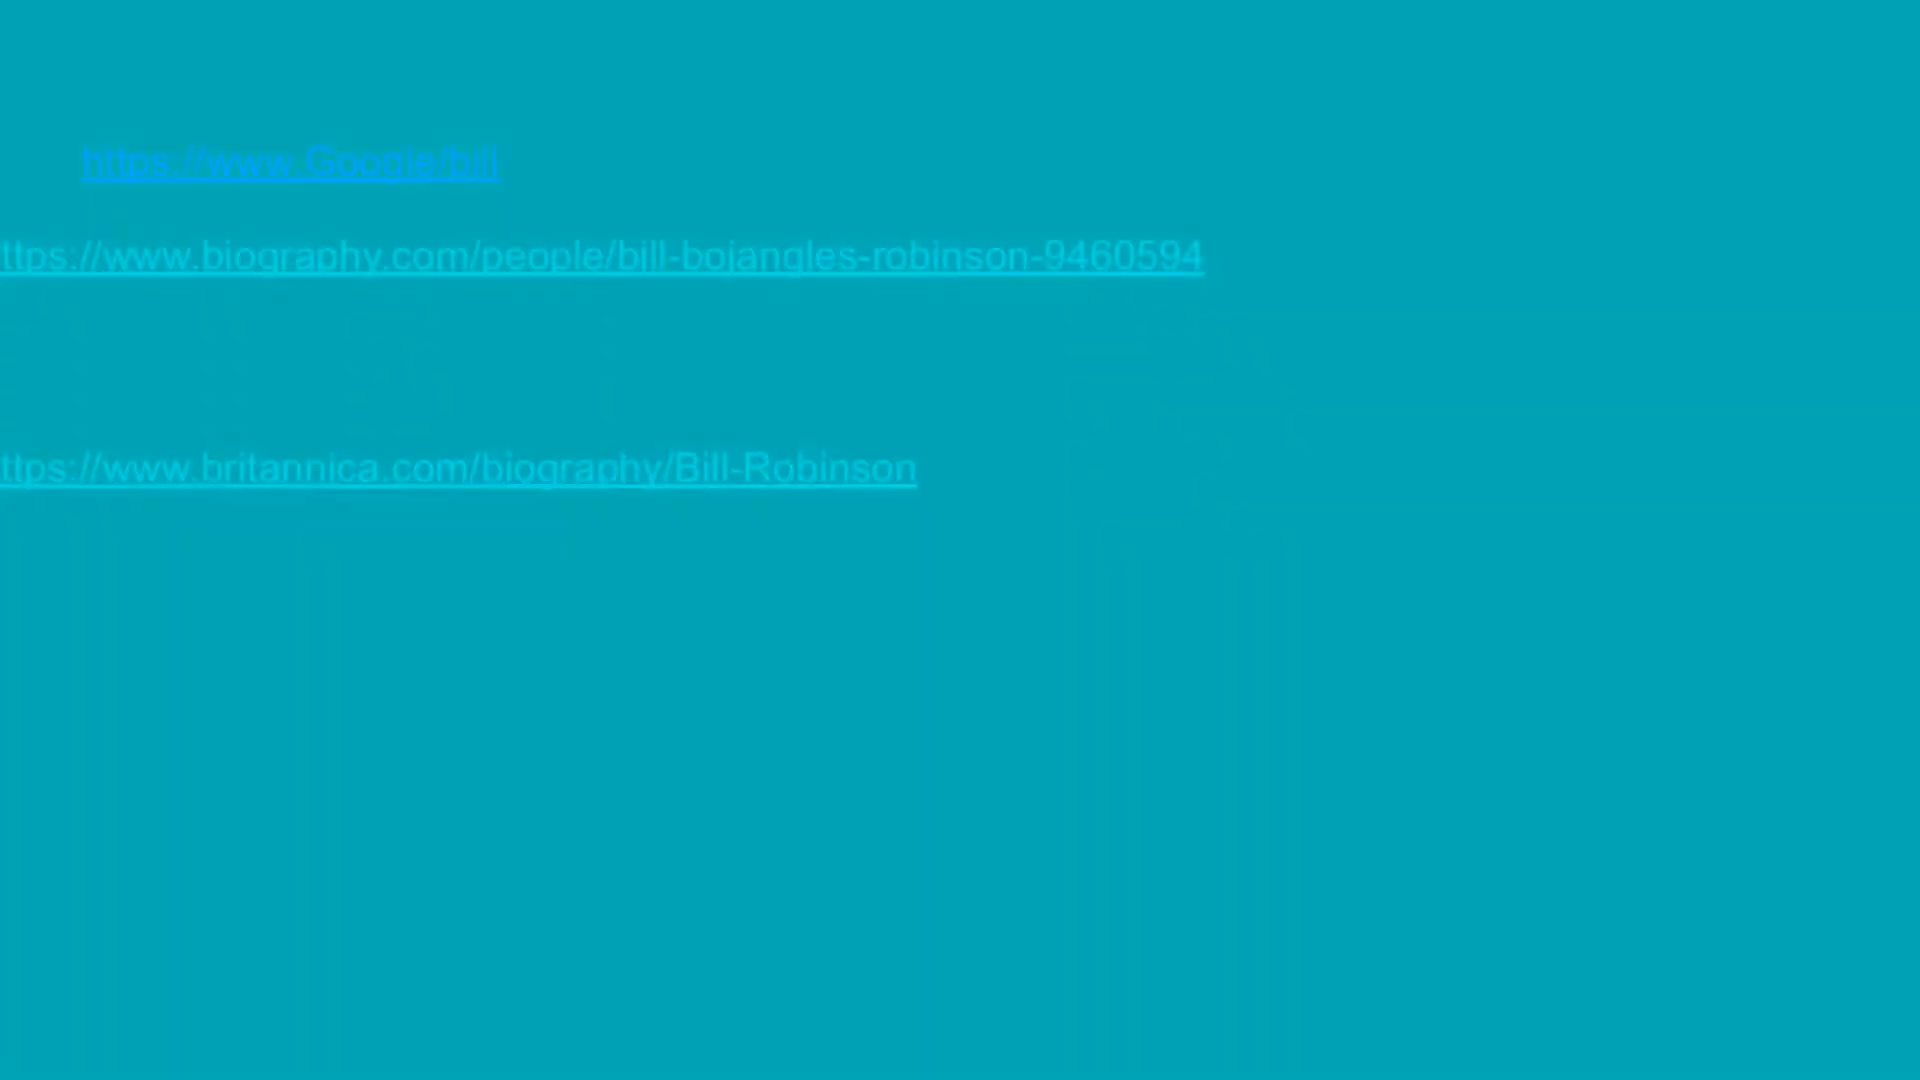 https://www.Google/bill
ttps://www.biography.com/people/bill-bojangles-robinson-9460594
ttps://www.britannica.com/biography/Bill-Robinson